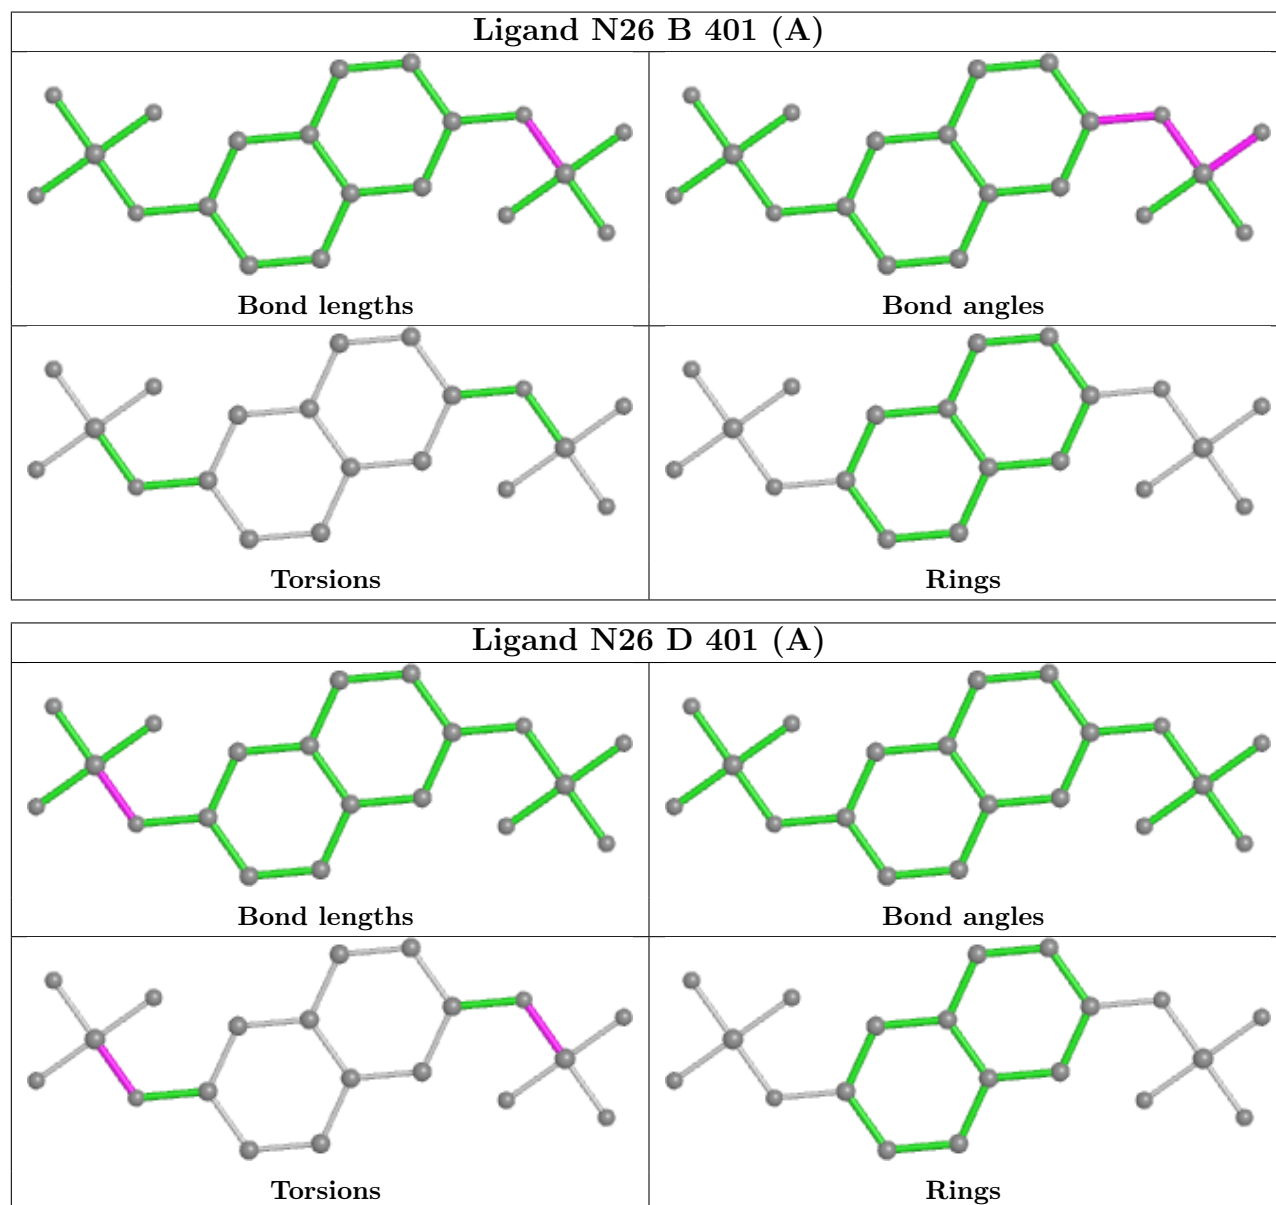 Ligand N26 B 401 (A)
Bond lengths
Bond angles
Torsions
Rings
Ligand N26 D 401 (A)
Bond lengths
Bond angles
Torsions
Rings